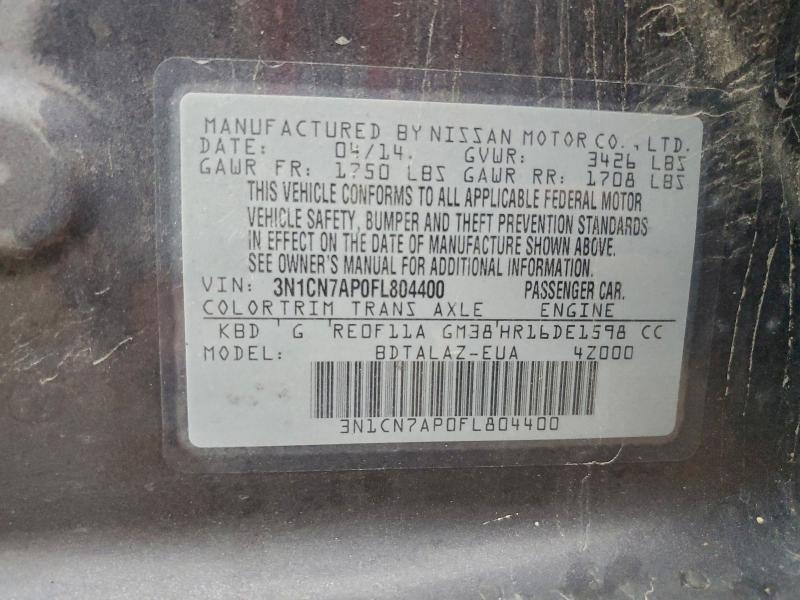 MANUFACTURED BY NISSAN MOTOR CO., LTD.
DATE: 04/14 GVWR: 3426 LBS
GAWR FR: 1750 LBS GAWR RR: 1708 LBS
THIS VEHICLE CONFORMS TO ALL APPLICABLE FEDERAL MOTOR
VEHICLE SAFETY, BUMPER AND THEFT PREVENTION STANDARDS
IN EFFECT ON THE DATE OF MANUFACTURE SHOWN ABOVE.
SEE OWNER'S MANUAL FOR ADDITIONAL INFORMATION.
VIN: 3N1CN7AP0FL804400 PASSENGER CAR.
COLOR TRIM TRANS AXLE ENGINE
KBD G RE0F11A GM38 HR16DE1598 CC
MODEL: BDTALAZ-EUA 4Z000
3N1CN7AP0FL804400